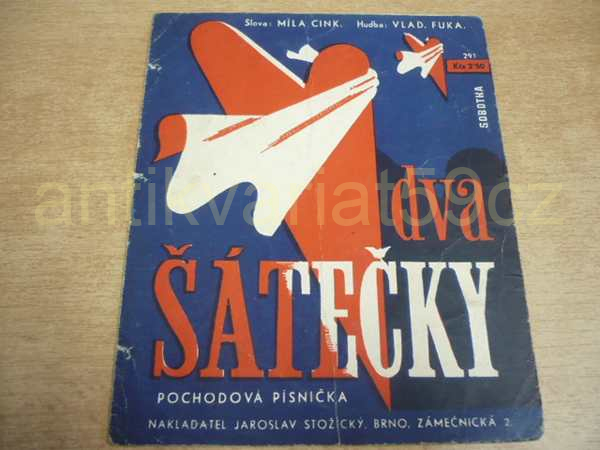 Slova: MÍLA CINK. Hudba: VLAD. FUKA.
291
Kčs 2'50
SOBOTKA
antikvariat59.cz
dva
ŠÁTEČKY
POCHODOVÁ PÍSNIČKA
NAKLADATEL JAROSLAV STOŽICKÝ, BRNO, ZÁMEČNICKÁ 2.